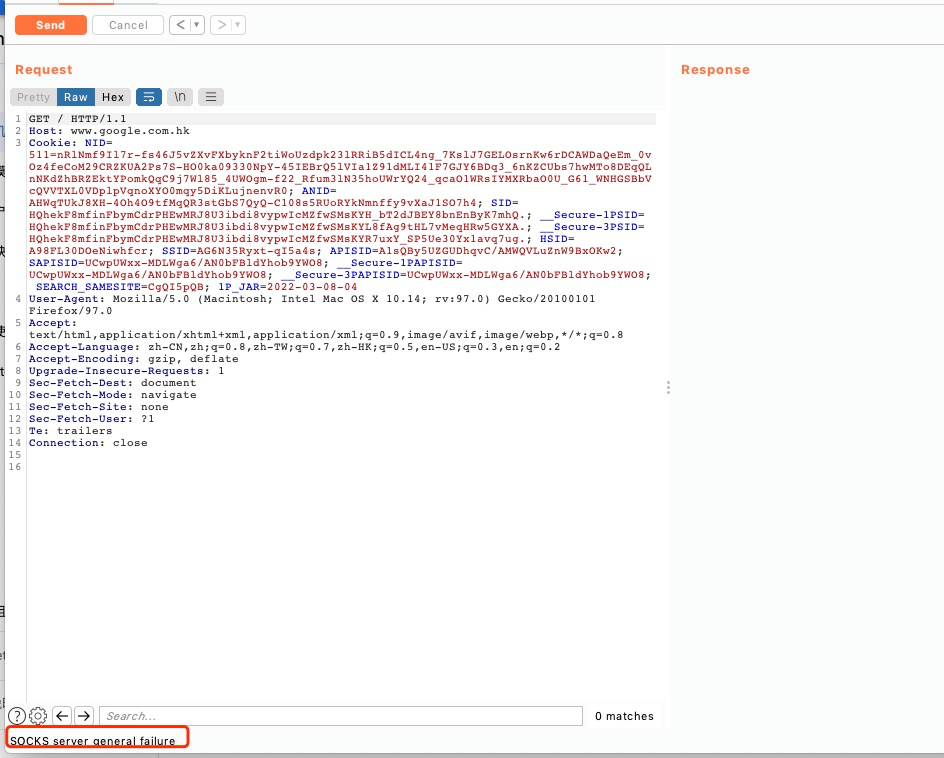 Send
Cancel
<
>
Request
Response
Pretty
Raw
Hex
\n
1 GET / HTTP/1.1
2 Host: www.google.com.hk
3 Cookie: NID=
511=nRlNmf9Il7r-fs46J5vZXvFXbyknF2tiWoUzdpk23lRRiB5dICL4ng_7KslJ7GELOsrnKw6rDCAWDaQeEm_0v
Oz4feCoM29CRZKUA2Ps7S-HO0ka09330NpY-45IEBrQ5lVIa1Z91dMLI41F7GJY6BDq3_6nKZCUbs7hwMTo8DEqQL
nNKdZhBRZEktYPomkQqC9j7Wl85_4UWOgm-f22_Rfum3lN35hoUWrYQ24_qcaO1WRsIYMXRbaO0U_G61_WNHGSBbV
cQVVTXL0VDplpVqnoXYO0mqy5DiKLujnenvR0; ANID=
AHWqTUkJ8XH-4Oh4O9tfMqQR3stGbS7QyQ-C108s5RUoRYkNmnffy9vXaJ1SO7h4; SID=
HQhekF8mfinFbymCdrPHEwMRJ8U3ibdi8vypwIcMZfwSMsKYH_bT2dJBEY8bnEnByK7mhQ.; __Secure-1PSID=
HQhekF8mfinFbymCdrPHEwMRJ8U3ibdi8vypwIcMZfwSMsKYL8fAg9tHL7vMeqHRw5GYXA.; __Secure-3PSID=
HQhekF8mfinFbymCdrPHEwMRJ8U3ibdi8vypwIcMZfwSMsKYR7uxY_SP5Ue30Yxlavq7ug.; HSID=
A98FL30DOeNiwhfcr; SSID=AG6N35Ryxt-qI5a4s; APISID=AlsQBy5UZGUDhqvC/AMWQVLuZnW9BxOKw2;
SAPISID=UCwpUWxx-MDLWga6/AN0bFBldYhob9YWO8; __Secure-1PAPISID=
UCwpUWxx-MDLWga6/AN0bFBldYhob9YWO8; __Secure-3PAPISID=UCwpUWxx-MDLWga6/AN0bFBldYhob9YWO8;
SEARCH_SAMESITE=CgQI5pQB; 1P_JAR=2022-03-08-04
4 User-Agent: Mozilla/5.0 (Macintosh; Intel Mac OS X 10.14; rv:97.0) Gecko/20100101
Firefox/97.0
5 Accept:
text/html,application/xhtml+xml,application/xml;q=0.9,image/avif,image/webp,*/*;q=0.8
6 Accept-Language: zh-CN,zh;q=0.8,zh-TW;q=0.7,zh-HK;q=0.5,en-US;q=0.3,en;q=0.2
7 Accept-Encoding: gzip, deflate
8 Upgrade-Insecure-Requests: 1
9 Sec-Fetch-Dest: document
10 Sec-Fetch-Mode: navigate
11 Sec-Fetch-Site: none
12 Sec-Fetch-User: ?1
13 Te: trailers
14 Connection: close
15
16
Search...
0 matches
SOCKS server general failure